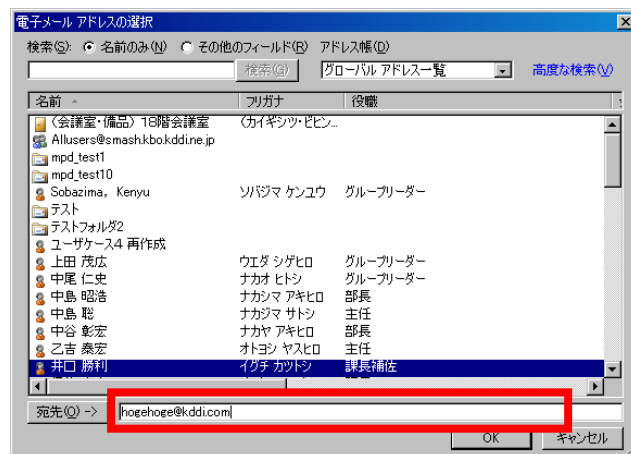 電子メール アドレスの選択
検索(S): 名前のみ(N) その他のフィールド(R) アドレス帳(D)
検索(G) グローバル アドレス一覧 高度な検索(V)
名前 フリガナ 役職
(会議室・備品) 18階会議室 (カイギシツ・ビヒン...
Allusers@smash.kbo.kddi.ne.jp
mpd_test1
mpd_test10
Sobazima, Kenyu ソバジマ ケンユウ グループリーダー
テスト
テストフォルダ2
ユーザケース4 再作成
上田 茂広 ウエダ シゲヒロ グループリーダー
中尾 仁史 ナカオ ヒトシ グループリーダー
中島 昭浩 ナカシマ アキヒロ 部長
中島 聡 ナカジマ サトシ 主任
中谷 彰宏 ナカヤ アキヒロ 部長
乙吉 泰宏 オトヨシ ヤスヒロ 主任
井口 勝利 イグチ カツトシ 課長補佐
宛先(O) -> hogehoge@kddi.com
OK キャンセル